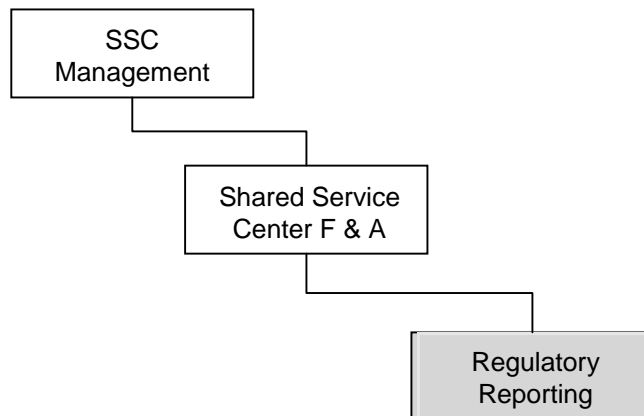 SSC
Management
Shared Service
Center F & A
Regulatory
Reporting